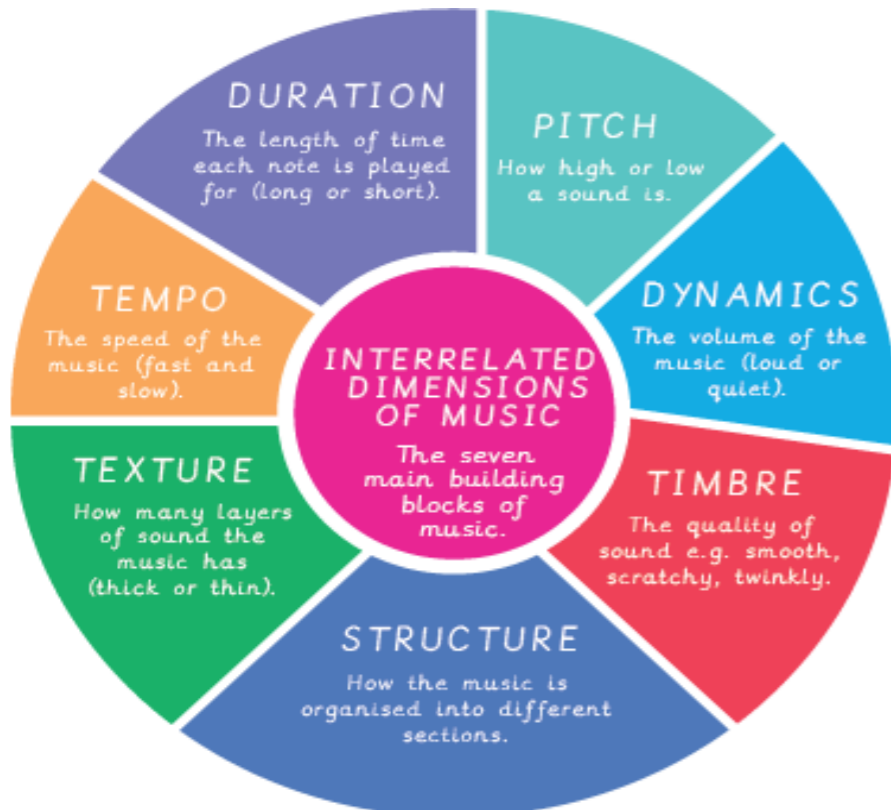 DURATION
The length of time
each note is played
for (long or short).
PITCH
How high or low
a sound is.
DYNAMICS
The volume of the
music (loud or
quiet).
TIMBRE
The quality of
sound e.g. smooth,
scratchy, twinkly.
STRUCTURE
How the music is
organised into different
sections.
TEXTURE
How many layers
of sound the
music has
(thick or thin).
TEMPO
The speed of the
music (fast and
slow).
INTERRELATED
DIMENSIONS
OF MUSIC
The seven
main building
blocks of
music.